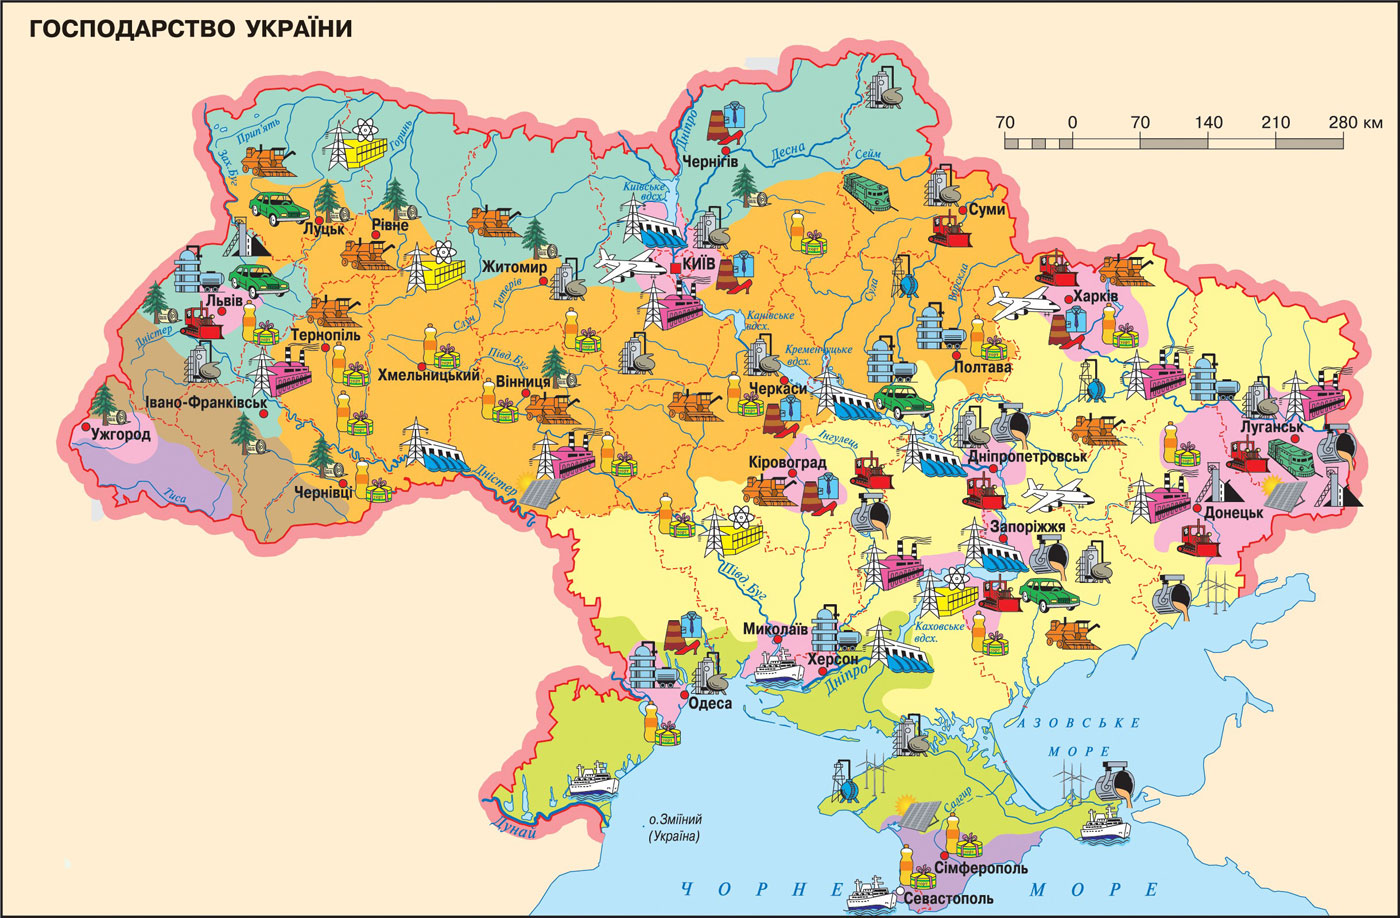 ГОСПОДАРСТВО УКРАЇНИ
70 0 70 140 210 280 км
Прип'ять
Зах. Буг
Горинь
Дніпро
Чернігів
Десна
Сейм
Київське
вдсх.
Луцьк
Рівне
Суми
Житомир
КИЇВ
Тетерів
Сула
Ворскла
Харків
Львів
Дністер
Тернопіль
Случ
Канівське
вдсх.
Кременчуцьке
вдсх.
Півд.Буг
Хмельницький
Вінниця
Черкаси
Полтава
Івано-Франківськ
Ужгород
Інгулець
Луганськ
Кіровоград
Дніпропетровськ
Чернівці
Дністер
Тиса
Донецьк
Запоріжжя
Півд. Буг
Миколаїв
Каховське
вдсх.
Херсон
Дніпро
Одеса
АЗОВСЬКЕ
МОРЕ
Салгир
Дунай
о.Зміїний
(Україна)
Сімферополь
Севастополь
ЧОРНЕ МОРЕ